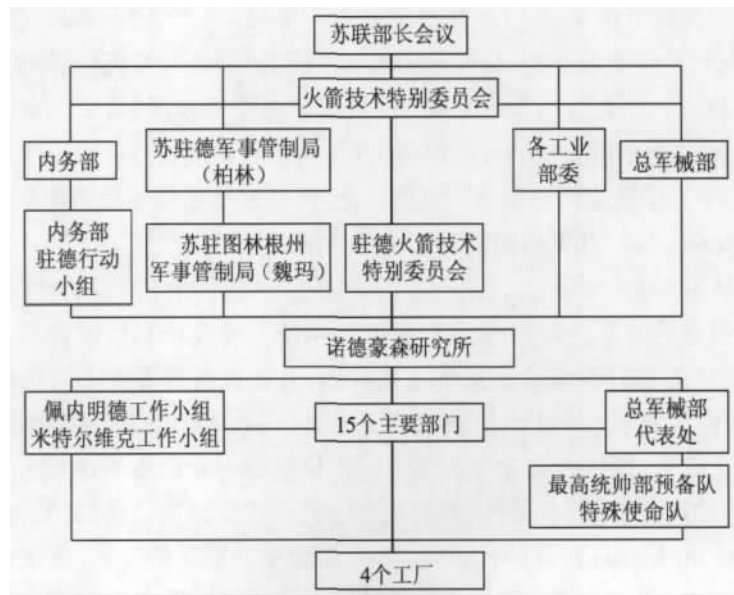 苏联部长会议
火箭技术特别委员会
内务部
苏驻德军事管制局
（柏林）
各工业
部委
总军械部
内务部
驻德行动
小组
苏驻图林根州
军事管制局（魏玛）
驻德火箭技术
特别委员会
诺德豪森研究所
佩内明德工作小组
米特尔维克工作小组
15个主要部门
总军械部
代表处
最高统帅部预备队
特殊使命队
4个工厂